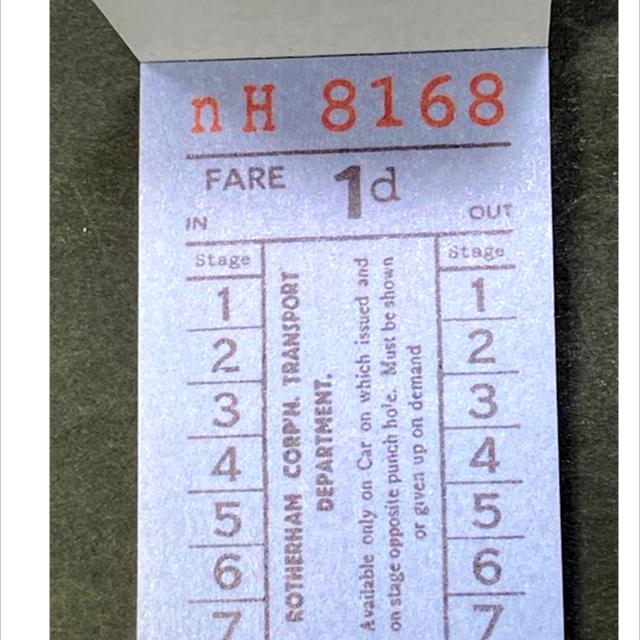 nH 8168
FARE 1d
IN OUT
Stage
1
2
3
4
5
6
7
ROTHERHAM CORP'N. TRANSPORT
DEPARTMENT.
Available only on Car on which issued and
on stage opposite punch hole. Must be shown
or given up on demand
Stage
1
2
3
4
5
6
7